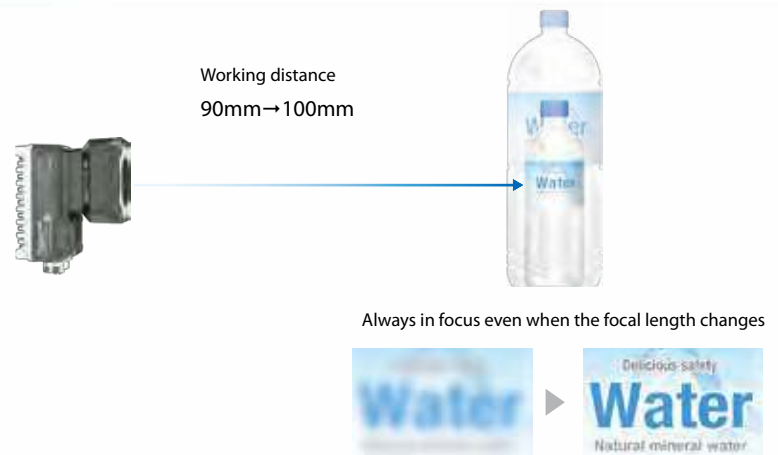 Working distance
90mm→100mm
Water
Water
Always in focus even when the focal length changes
Water
Delicious safety
Water
Natural mineral water